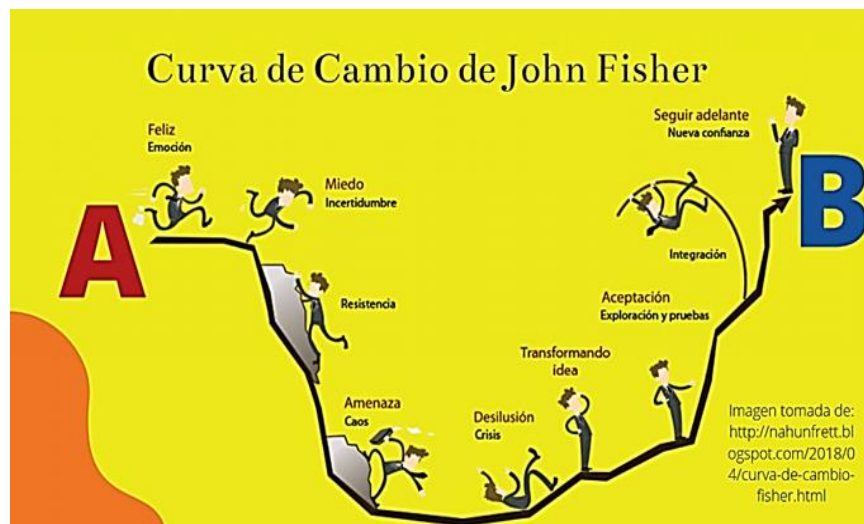 Curva de Cambio de John Fisher
Feliz
Emoción
Miedo
Incertidumbre
Resistencia
Amenaza
Caos
Desilusión
Crisis
Transformando
idea
Aceptación
Exploración y pruebas
Integración
Seguir adelante
Nueva confianza
A
B
Imagen tomada de:
http://nahunfrett.bl
ogspot.com/2018/0
4/curva-de-cambio-
fisher.html